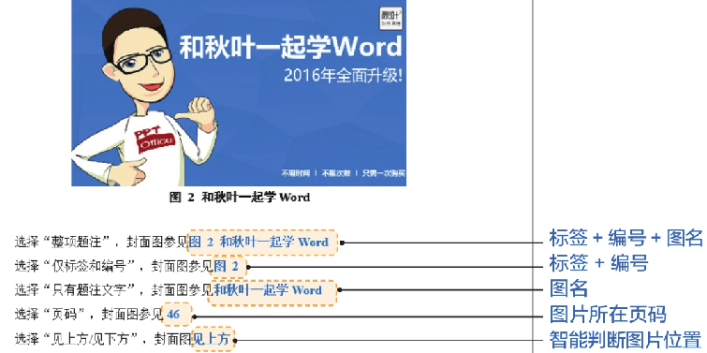 和秋叶一起学Word
2016年全面升级!
PPT
Office
不限时间 | 不限次数 | 只需一次购买
图 2 和秋叶一起学 Word
选择“整项题注”，封面图参见图 2 和秋叶一起学 Word
标签 + 编号 + 图名
选择“仅标签和编号”，封面图参见图 2
标签 + 编号
选择“只有题注文字”，封面图参见和秋叶一起学 Word
图名
选择“页码”，封面图参见 46
图片所在页码
选择“见上方/见下方”，封面图见上方
智能判断图片位置